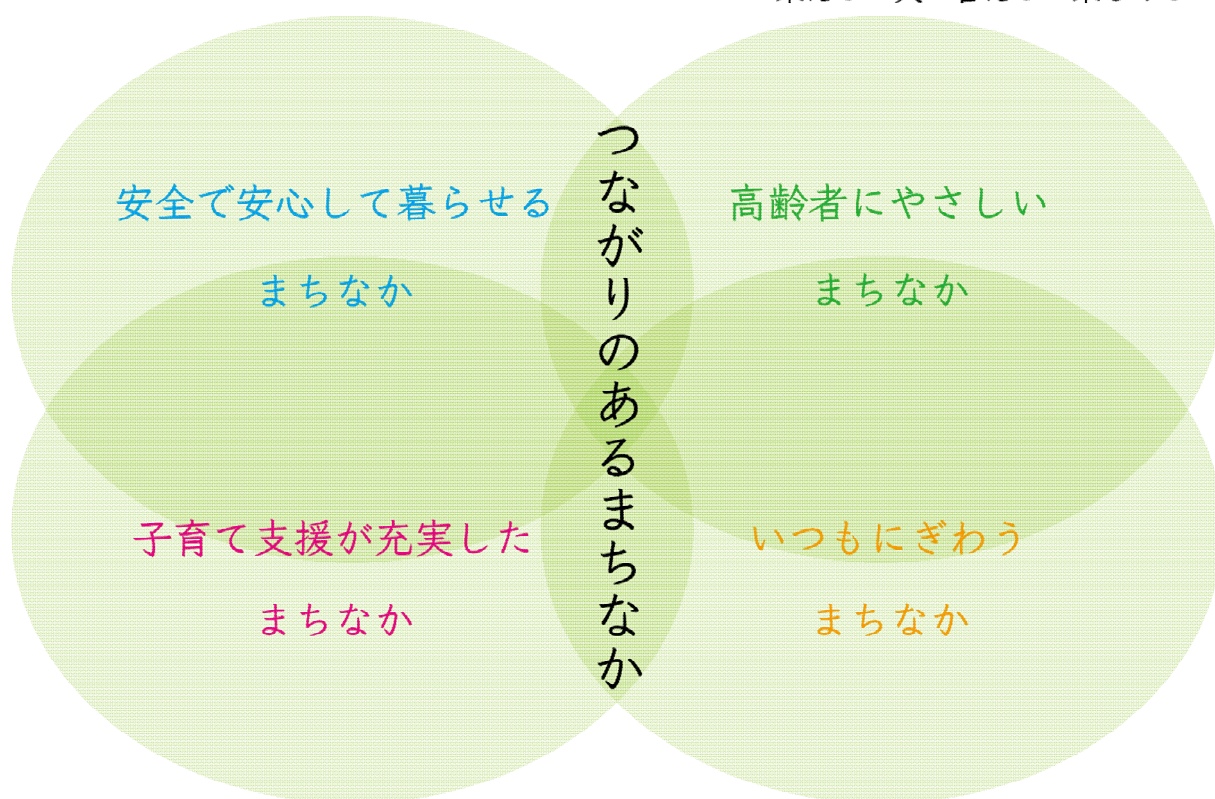 安全で安心して暮らせる
まちなか
高齢者にやさしい
まちなか
つながりのあるまちなか
子育て支援が充実した
まちなか
いつもにぎわう
まちなか